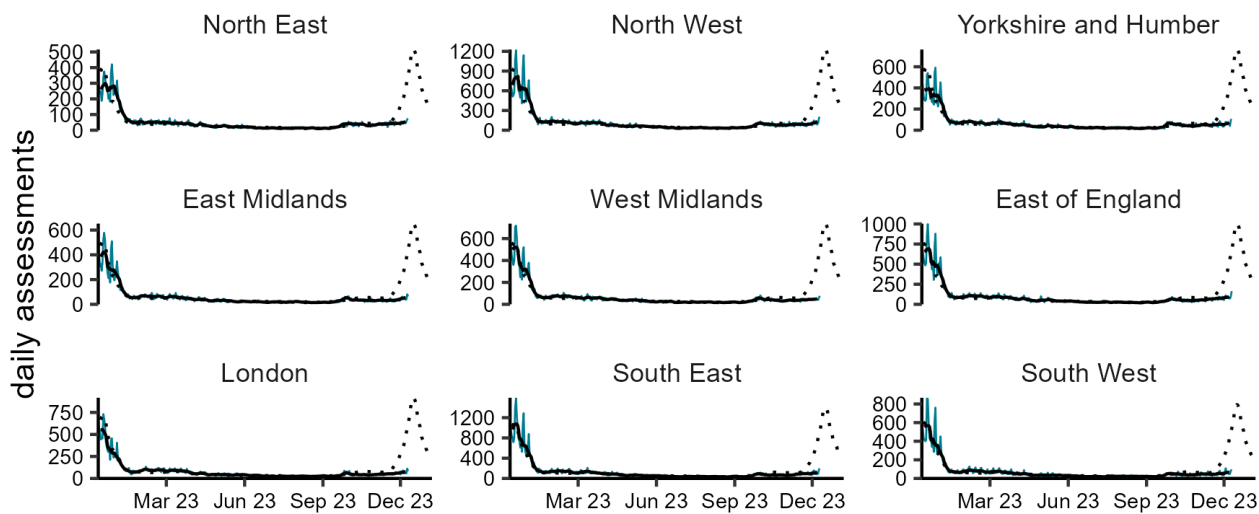 North East North West Yorkshire and Humber
500 1200
400 900 600
300 600 400
200 300 200
100 0 0
0
daily assessments
East Midlands West Midlands East of England
600 600 1000
400 400 750
200 200 500
0 0 250
0
London South East South West
750 1200 800
500 800 600
250 400 400
0 0 200
0
Mar 23 Jun 23 Sep 23 Dec 23 Mar 23 Jun 23 Sep 23 Dec 23 Mar 23 Jun 23 Sep 23 Dec 23